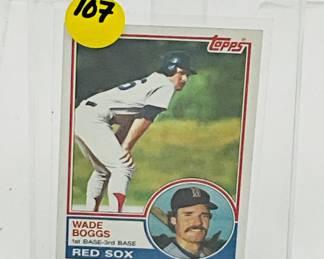 107
TOPPS
WADE
BOGGS
1st BASE-3rd BASE
RED SOX